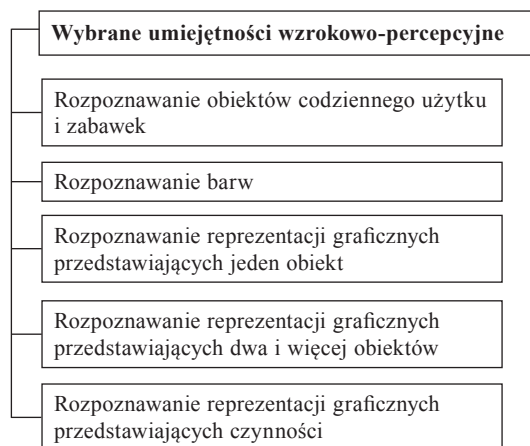 Wybrane umiejętności wzrokowo-percepcyjne
Rozpoznawanie obiektów codziennego użytku
i zabawek
Rozpoznawanie barw
Rozpoznawanie reprezentacji graficznych
przedstawiających jeden obiekt
Rozpoznawanie reprezentacji graficznych
przedstawiających dwa i więcej obiektów
Rozpoznawanie reprezentacji graficznych
przedstawiających czynności